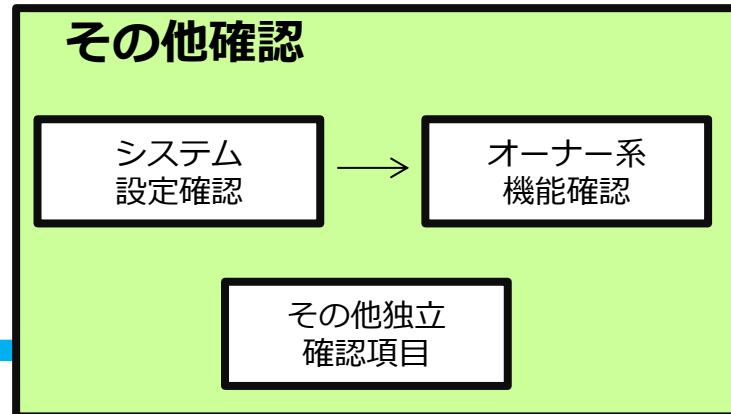 その他確認
システム
設定確認
オーナー系
機能確認
その他独立
確認項目